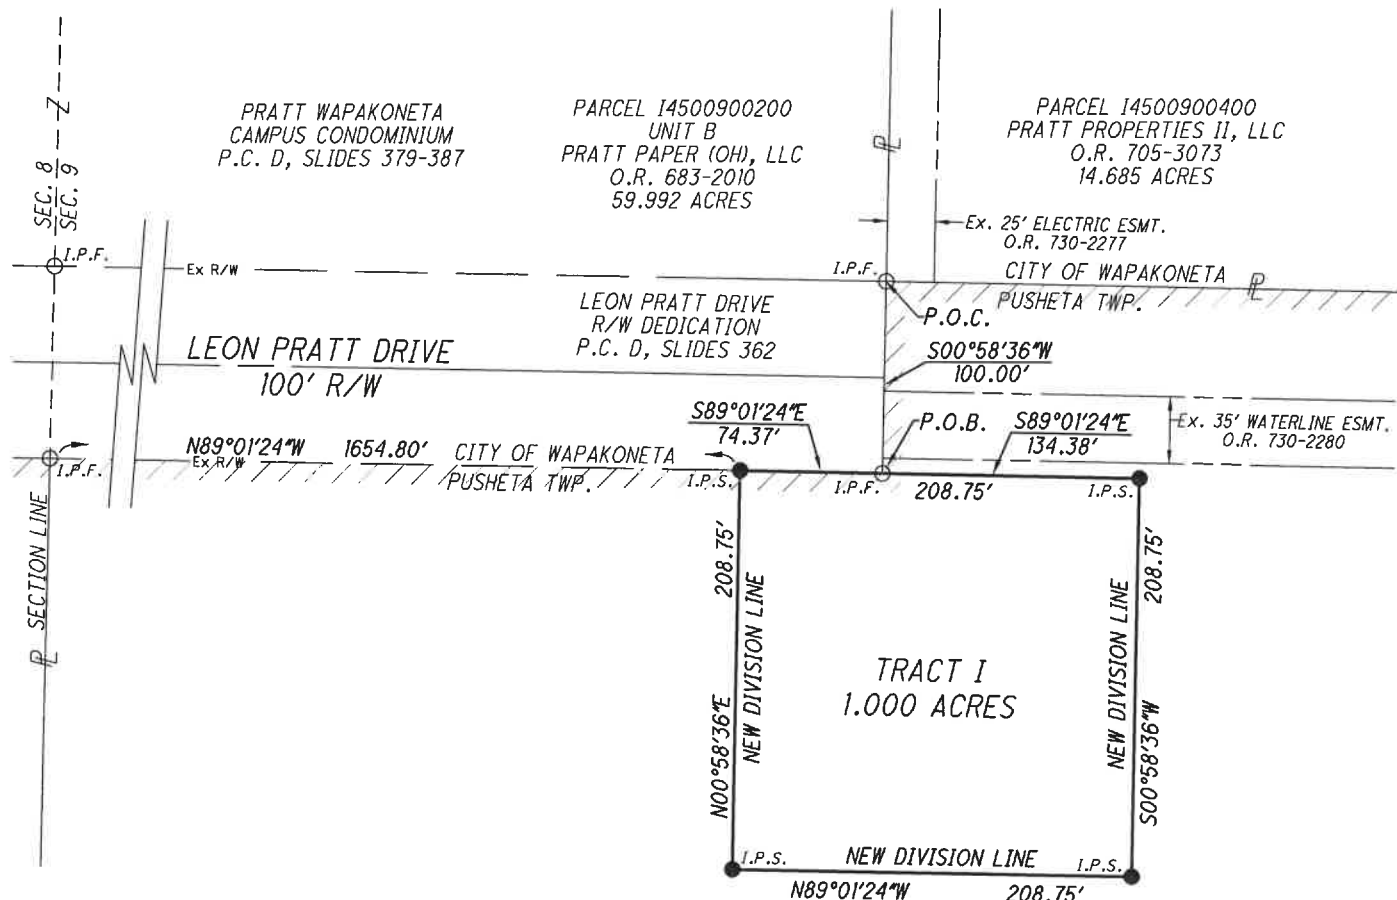 SEC. 8
SEC. 9
PRATT WAPAKONETA
CAMPUS CONDOMINIUM
P.C. D, SLIDES 379-387
PARCEL I4500900200
UNIT B
PRATT PAPER (OH), LLC
O.R. 683-2010
59.992 ACRES
PL
PARCEL I4500900400
PRATT PROPERTIES II, LLC
O.R. 705-3073
14.685 ACRES
Ex. 25' ELECTRIC ESMT.
O.R. 730-2277
I.P.F.
Ex R/W
I.P.F.
CITY OF WAPAKONETA
PL
PUSHETA TWP.
P.O.C.
LEON PRATT DRIVE
R/W DEDICATION
P.C. D, SLIDES 362
LEON PRATT DRIVE
100' R/W
S00°58'36"W
100.00'
S89°01'24"E
74.37'
P.O.B.
S89°01'24"E
134.38'
Ex. 35' WATERLINE ESMT.
O.R. 730-2280
I.P.F.
N89°01'24"W 1654.80'
Ex R/W
CITY OF WAPAKONETA
PUSHETA TWP.
I.P.S.
I.P.F.
208.75'
I.P.S.
PL SECTION LINE
208.75'
N00°58'36"E
NEW DIVISION LINE
TRACT I
1.000 ACRES
NEW DIVISION LINE
208.75'
S00°58'36"W
I.P.S.
NEW DIVISION LINE
I.P.S.
N89°01'24"W 208.75'